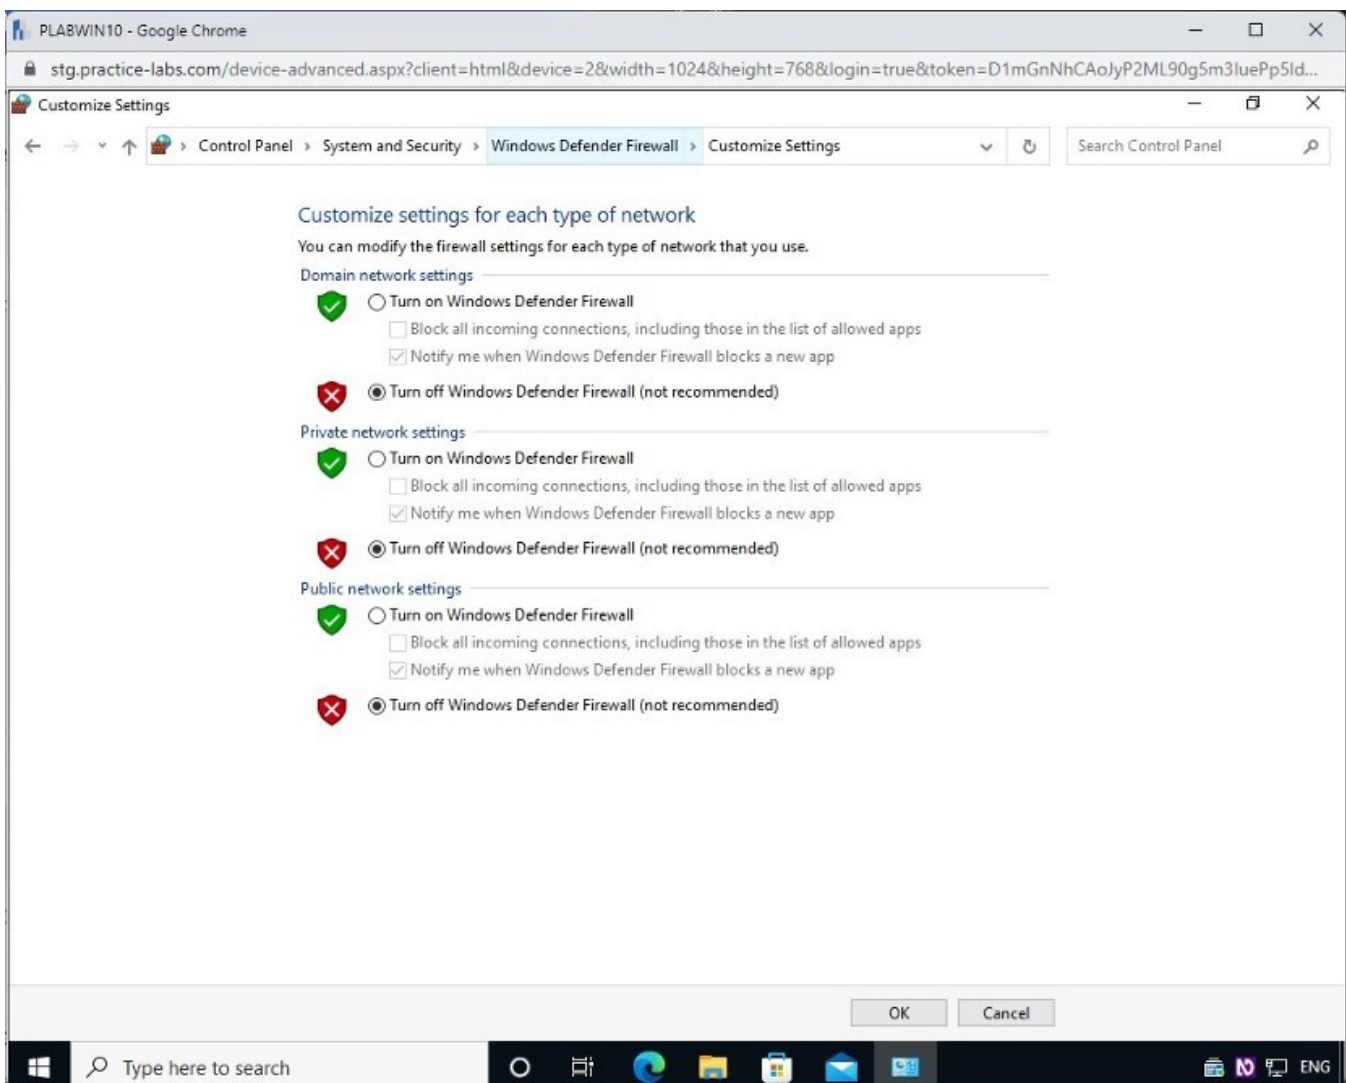 PLABWIN10 - Google Chrome
stg.practice-labs.com/device-advanced.aspx?client=html&device=2&width=1024&height=768&login=true&token=D1mGnNhCAoJyP2ML90g5m3IuePp5ld...
Customize Settings
Control Panel > System and Security > Windows Defender Firewall > Customize Settings
Search Control Panel
Customize settings for each type of network
You can modify the firewall settings for each type of network that you use.
Domain network settings
Turn on Windows Defender Firewall
Block all incoming connections, including those in the list of allowed apps
Notify me when Windows Defender Firewall blocks a new app
Turn off Windows Defender Firewall (not recommended)
Private network settings
Turn on Windows Defender Firewall
Block all incoming connections, including those in the list of allowed apps
Notify me when Windows Defender Firewall blocks a new app
Turn off Windows Defender Firewall (not recommended)
Public network settings
Turn on Windows Defender Firewall
Block all incoming connections, including those in the list of allowed apps
Notify me when Windows Defender Firewall blocks a new app
Turn off Windows Defender Firewall (not recommended)
OK
Cancel
Type here to search
ENG